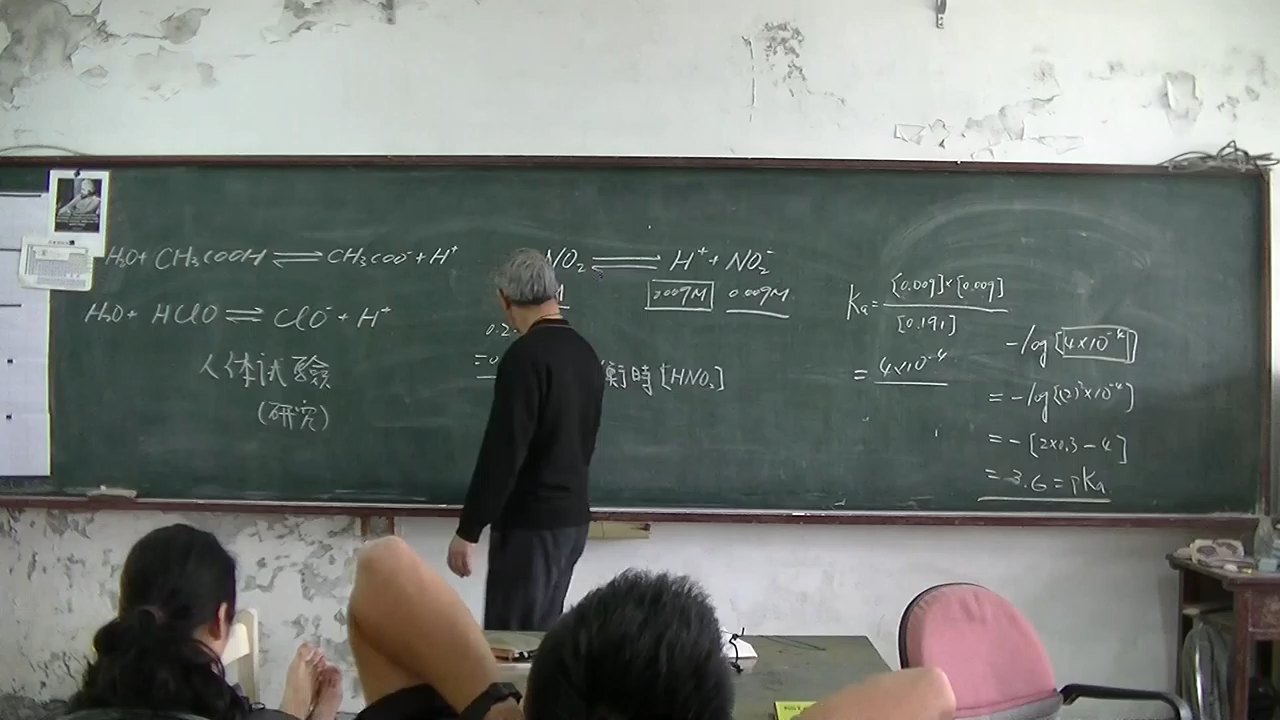 H₂O + CH₃COOH ⇌ CH₃COO⁻ + H⁺
H₂O + HClO ⇌ ClO⁻ + H⁺
人体試驗
(研究)
NO₂ ⇌ H⁺ + NO₂⁻
M
0.009M 0.009M
0.2
=0
衡時[HNO₂]
Ka = [0.009]×[0.009]
[0.191]
= 4×10⁻⁴
-log[4×10⁻⁴]
= -log[(2)²×10⁻⁴]
= -[2×0.3-4]
= 3.6 = pKa